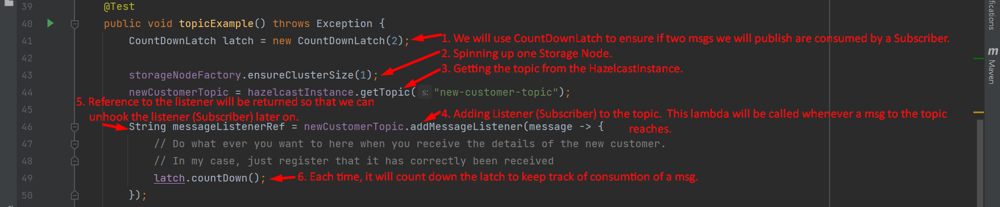 39 @Test
40 public void topicExample() throws Exception {
41 CountDownLatch latch = new CountDownLatch(2); 1. We will use CountDownLatch to ensure if two msgs we will publish are consumed by a Subscriber.
42 2. Spinning up one Storage Node.
3. Getting the topic from the HazelcastInstance.
43 storageNodeFactory.ensureClusterSize(1);
44 newCustomerTopic = hazelcastInstance.getTopic( s: "new-customer-topic");
5. Reference to the listener will be returned so that we can
45 unhook the listener (Subscriber) later on. 4. Adding Listener (Subscriber) to the topic. This lambda will be called whenever a msg to the topic
reaches.
46 String messageListenerRef = newCustomerTopic.addMessageListener(message -> {
47 // Do what ever you want to here when you receive the details of the new customer.
48 // In my case, just register that it has correctly been received
49 latch.countDown(); 6. Each time, it will count down the latch to keep track of consumtion of a msg.
50 });
fications
m Maven